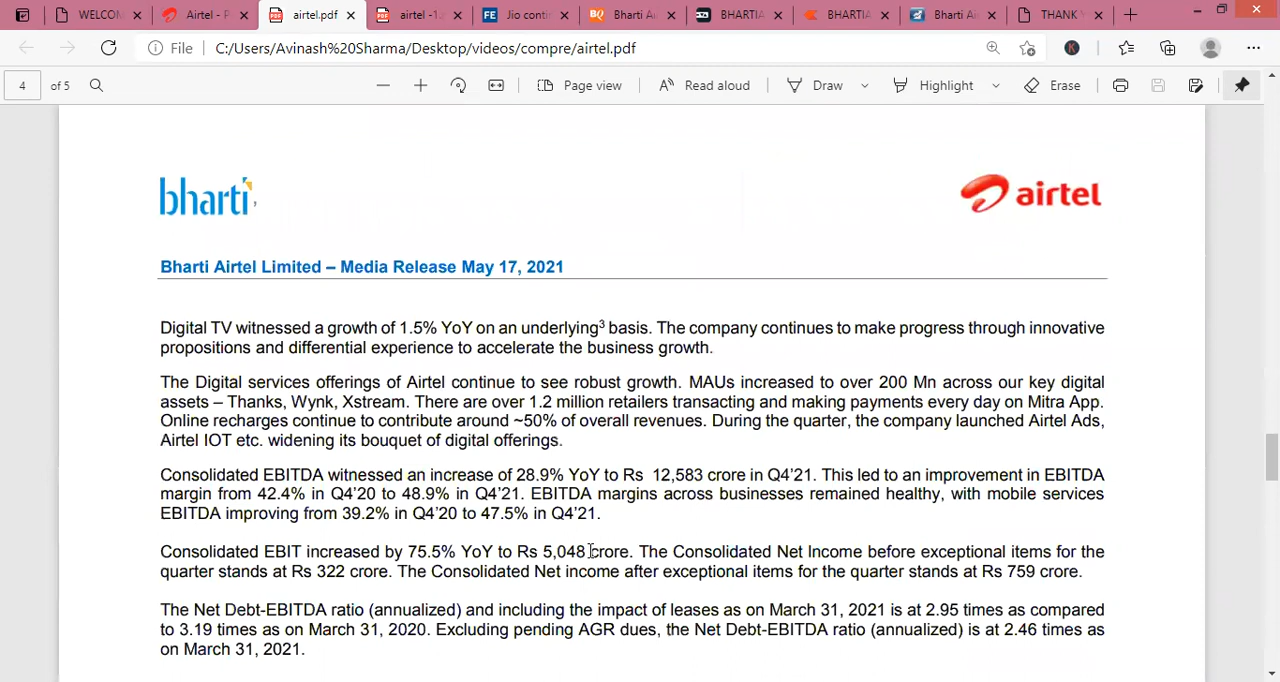 WELCOM
Airtel - P
airtel.pdf
airtel -1.
Jio conti
Bharti A
BHARTIA
BHARTIA
Bharti Ai
THANK
File
C:/Users/Avinash%20Sharma/Desktop/videos/compre/airtel.pdf
4 of 5
Page view
Read aloud
Draw
Highlight
Erase
bharti
airtel
Bharti Airtel Limited – Media Release May 17, 2021
Digital TV witnessed a growth of 1.5% YoY on an underlying³ basis. The company continues to make progress through innovative
propositions and differential experience to accelerate the business growth.
The Digital services offerings of Airtel continue to see robust growth. MAUs increased to over 200 Mn across our key digital
assets – Thanks, Wynk, Xstream. There are over 1.2 million retailers transacting and making payments every day on Mitra App.
Online recharges continue to contribute around ~50% of overall revenues. During the quarter, the company launched Airtel Ads,
Airtel IOT etc. widening its bouquet of digital offerings.
Consolidated EBITDA witnessed an increase of 28.9% YoY to Rs 12,583 crore in Q4’21. This led to an improvement in EBITDA
margin from 42.4% in Q4’20 to 48.9% in Q4’21. EBITDA margins across businesses remained healthy, with mobile services
EBITDA improving from 39.2% in Q4’20 to 47.5% in Q4’21.
Consolidated EBIT increased by 75.5% YoY to Rs 5,048 crore. The Consolidated Net Income before exceptional items for the
quarter stands at Rs 322 crore. The Consolidated Net income after exceptional items for the quarter stands at Rs 759 crore.
The Net Debt-EBITDA ratio (annualized) and including the impact of leases as on March 31, 2021 is at 2.95 times as compared
to 3.19 times as on March 31, 2020. Excluding pending AGR dues, the Net Debt-EBITDA ratio (annualized) is at 2.46 times as
on March 31, 2021.